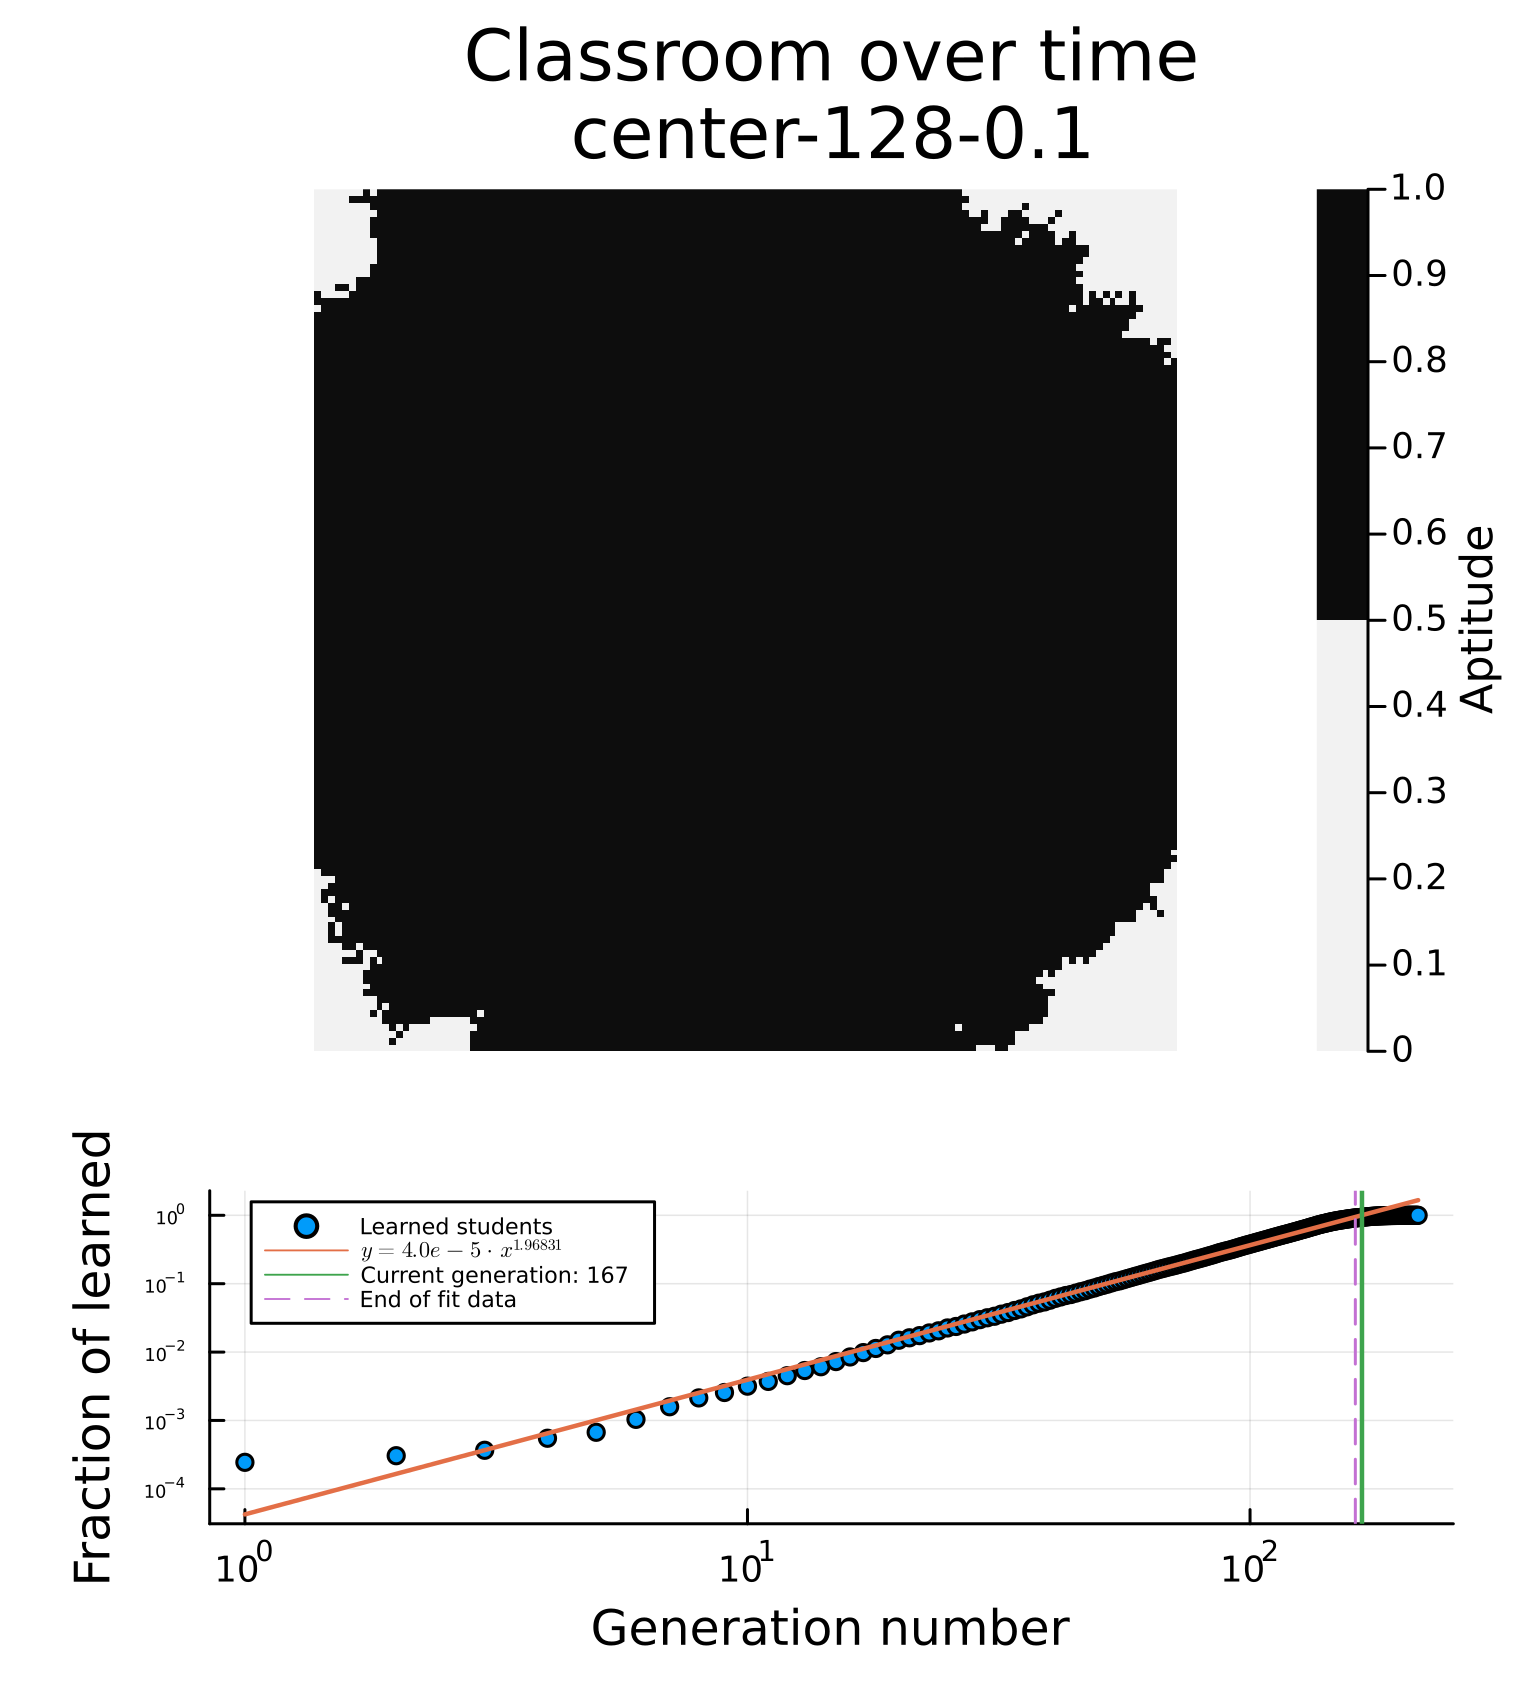 Classroom over time
center-128-0.1
1.0
0.9
0.8
0.7
0.6
0.5
0.4
0.3
0.2
0.1
0
Aptitude
Fraction of learned
10⁰
10⁻¹
10⁻²
10⁻³
10⁻⁴
Learned students
y = 4.0e − 5 · x^1.96831
Current generation: 167
End of fit data
10⁰ 10¹ 10²
Generation number